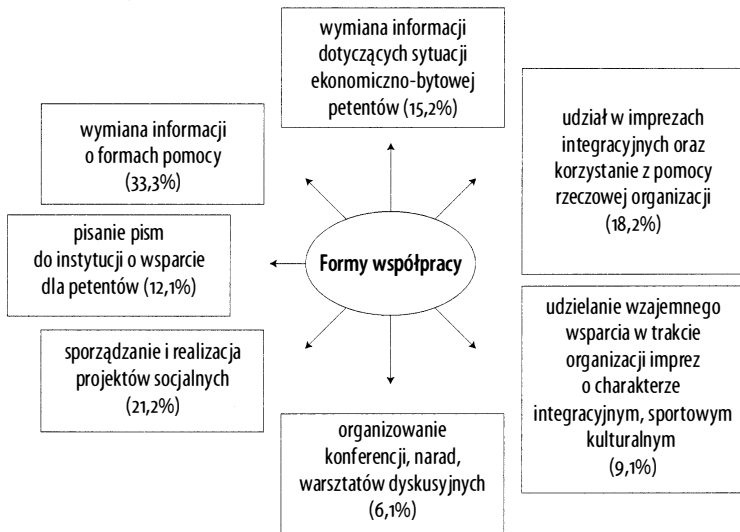 wymiana informacji
dotyczących sytuacji
ekonomiczno-bytowej
petentów (15,2%)
wymiana informacji
o formach pomocy
(33,3%)
udział w imprezach
integracyjnych oraz
korzystanie z pomocy
rzeczowej organizacji
(18,2%)
pisanie pism
do instytucji o wsparcie
dla petentów (12,1%)
Formy współpracy
sporządzanie i realizacja
projektów socjalnych
(21,2%)
udzielanie wzajemnego
wsparcia w trakcie
organizacji imprez
o charakterze
integracyjnym, sportowym
kulturalnym
(9,1%)
organizowanie
konferencji, narad,
warsztatów dyskusyjnych
(6,1%)